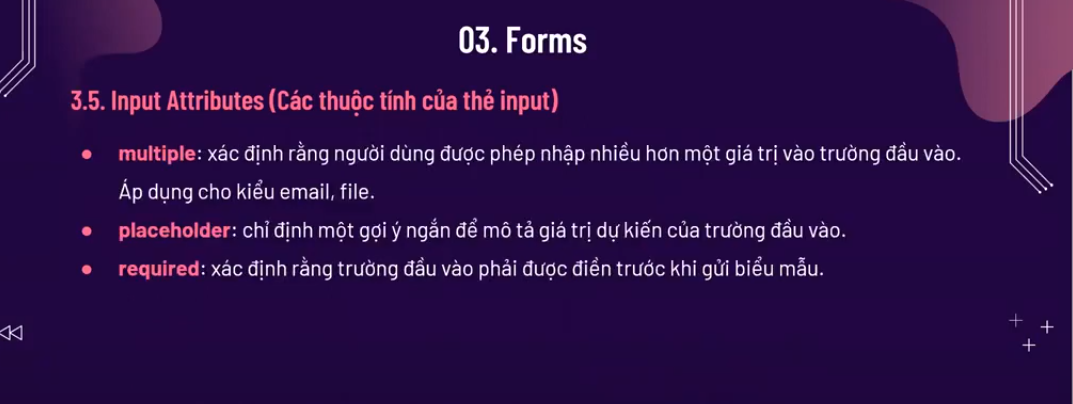 03. Forms
3.5. Input Attributes (Các thuộc tính của thẻ input)
● multiple: xác định rằng người dùng được phép nhập nhiều hơn một giá trị vào trường đầu vào.
Áp dụng cho kiểu email, file.
● placeholder: chỉ định một gợi ý ngắn để mô tả giá trị dự kiến của trường đầu vào.
● required: xác định rằng trường đầu vào phải được điền trước khi gửi biểu mẫu.